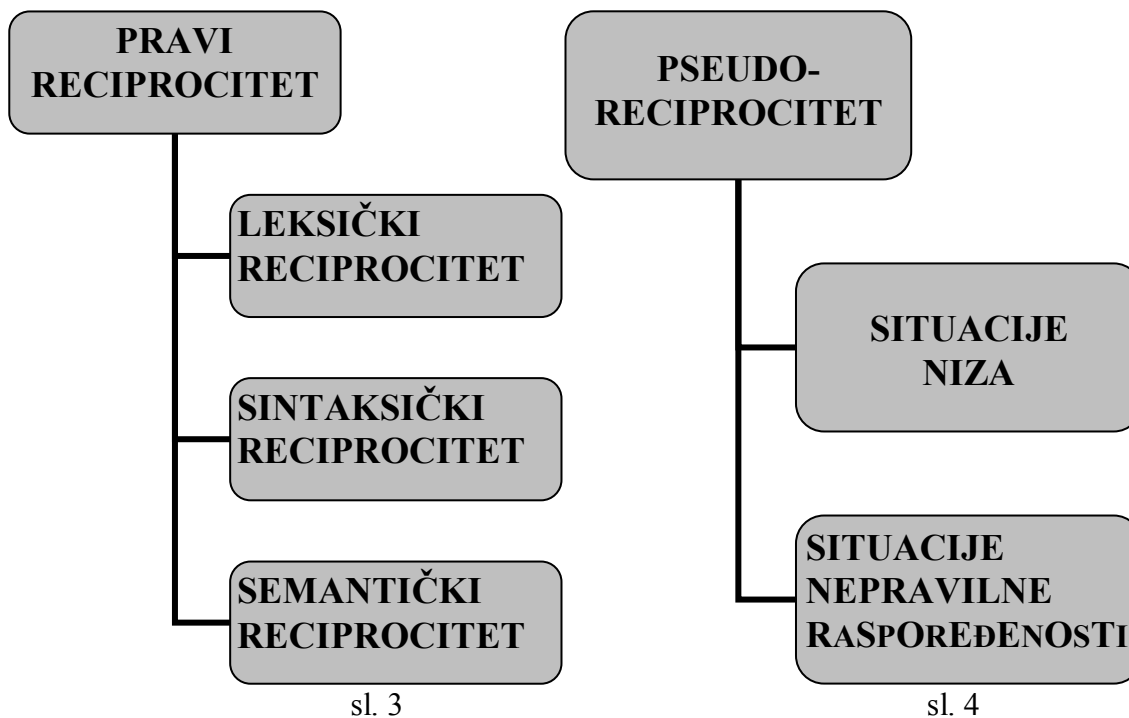 PRAVI
RECIPROCITET
LEKSIČKI
RECIPROCITET
SINTAKSIČKI
RECIPROCITET
SEMANTIČKI
RECIPROCITET
sl. 3
PSEUDO-
RECIPROCITET
SITUACIJE
NIZA
SITUACIJE
NEPRAVILNE
RASPOREĐENOSTI
sl. 4